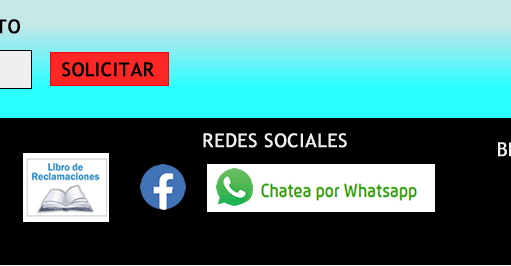 TO
SOLICITAR
REDES SOCIALES
Libro de
Reclamaciones
Chatea por Whatsapp